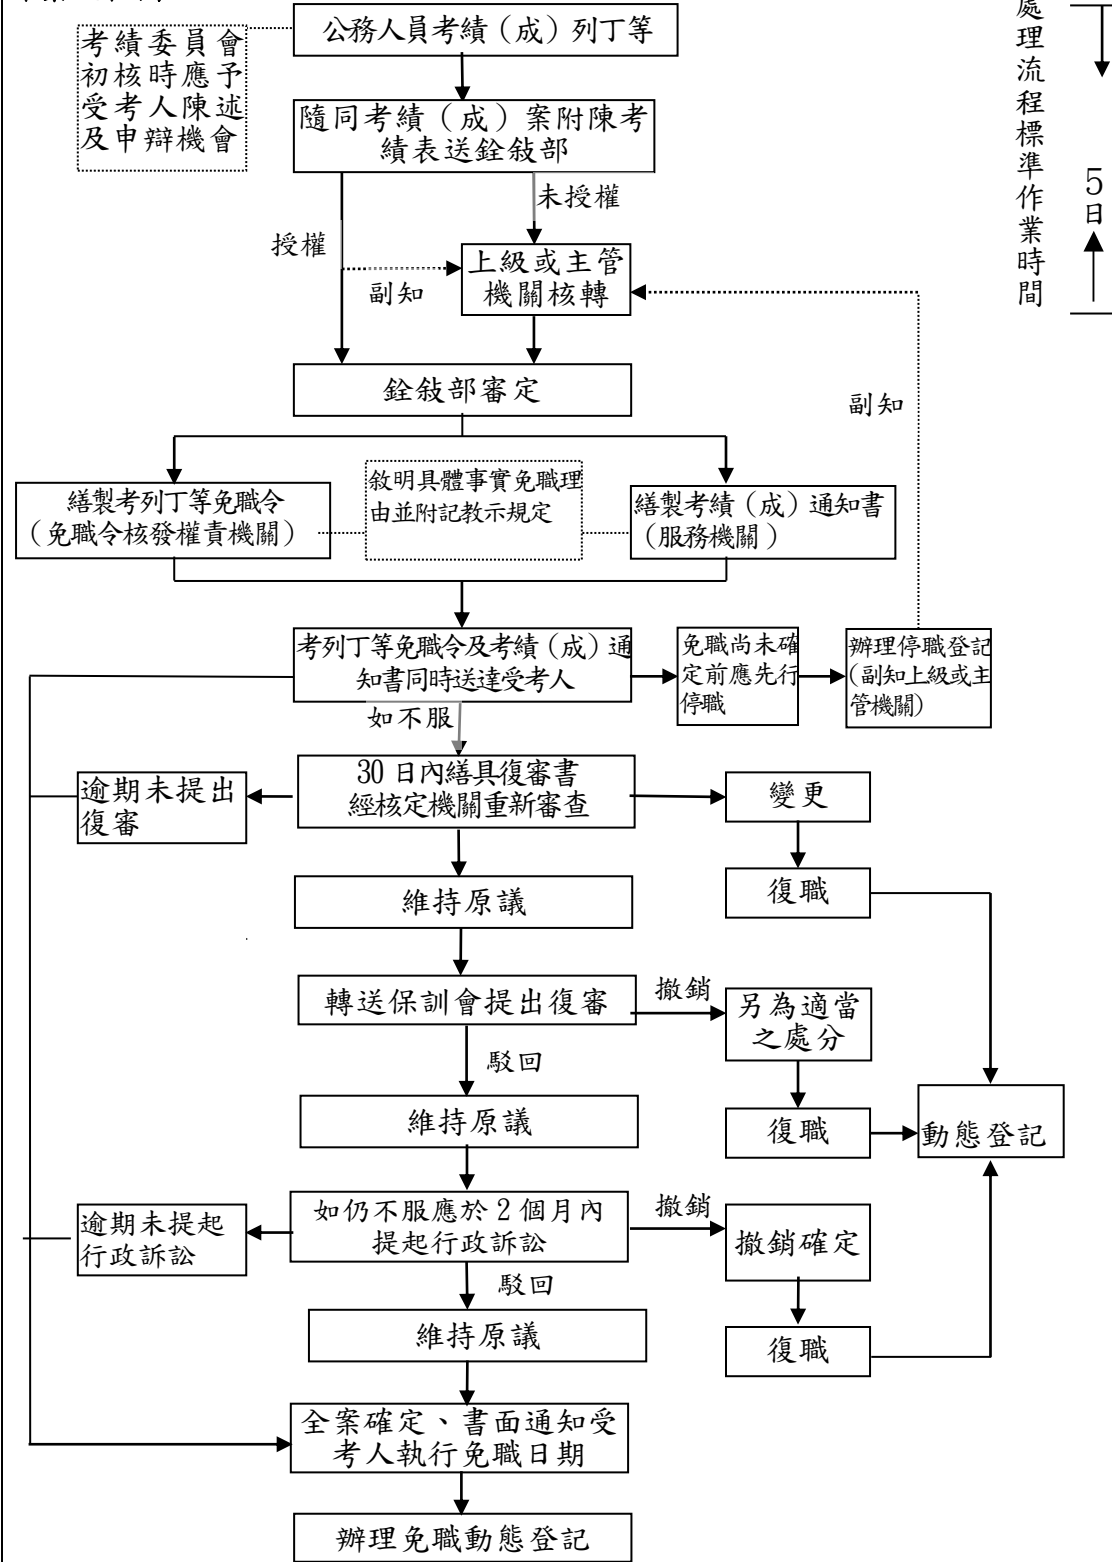 公務人員考績（成）列丁等
考績委員會
初核時應予
受考人陳述
及申辯機會
隨同考績（成）案附陳考
績表送銓敘部
授權
未授權
副知
上級或主管
機關核轉
銓敘部審定
副知
繕製考列丁等免職令
（免職令核發權責機關）
敘明具體事實免職理
由並附記教示規定
繕製考績（成）通知書
（服務機關）
考列丁等免職令及考績（成）通
知書同時送達受考人
免職尚未確
定前應先行
停職
辦理停職登記
(副知上級或主
管機關)
如不服
30日內繕具復審書
經核定機關重新審查
逾期未提出
復審
變更
復職
維持原議
轉送保訓會提出復審
撤銷
另為適當
之處分
駁回
維持原議
復職
動態登記
如仍不服應於2個月內
提起行政訴訟
逾期未提起
行政訴訟
撤銷
撤銷確定
駁回
維持原議
復職
全案確定、書面通知受
考人執行免職日期
辦理免職動態登記
處理流程標準作業時間
5日